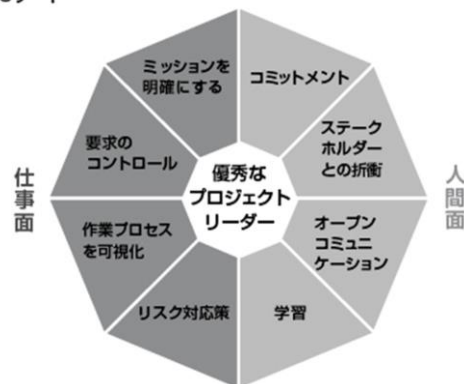 ミッションを
明確にする
コミットメント
要求の
コントロール
ステーク
ホルダー
との折衝
優秀な
プロジェクト
リーダー
仕事面
人間面
作業プロセス
を可視化
オープン
コミュニ
ケーション
リスク対応策
学習